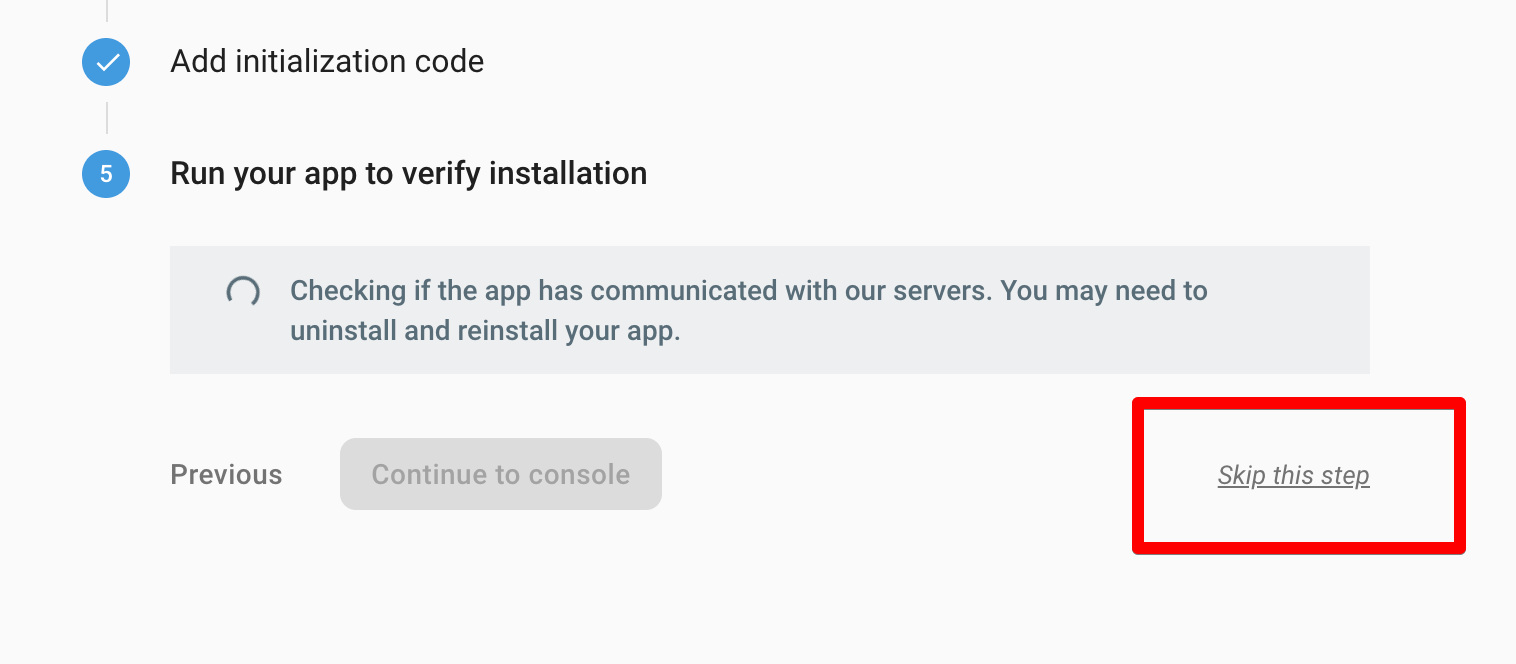 Add initialization code
5
Run your app to verify installation
Checking if the app has communicated with our servers. You may need to
uninstall and reinstall your app.
Previous
Continue to console
Skip this step